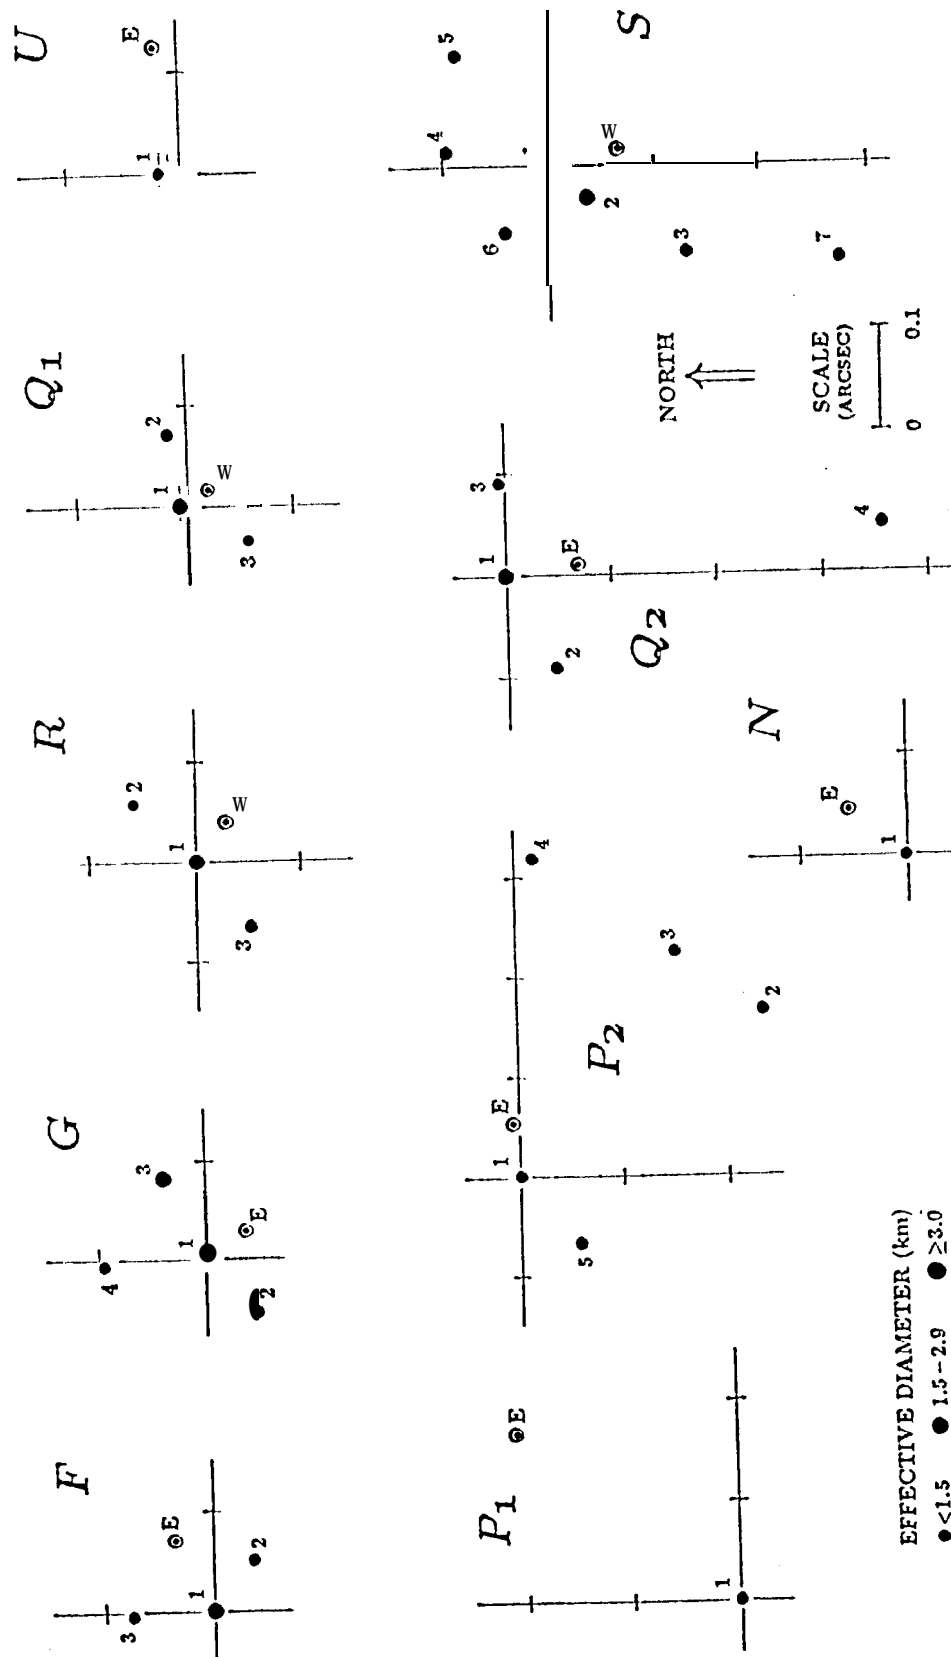 F
3
1
E
2
G
4
1
3
E
2
R
1
2
3
W
Q1
1
2
3
W
U
1
E
P1
E
1
P2
1
E
4
5
3
2
Q2
1
3
E
2
4
S
4
5
6
W
2
3
7
N
E
1
NORTH
SCALE
(ARCSEC)
0 0.1
EFFECTIVE DIAMETER (km)
<1.5 1.5-2.9 ≥3.0